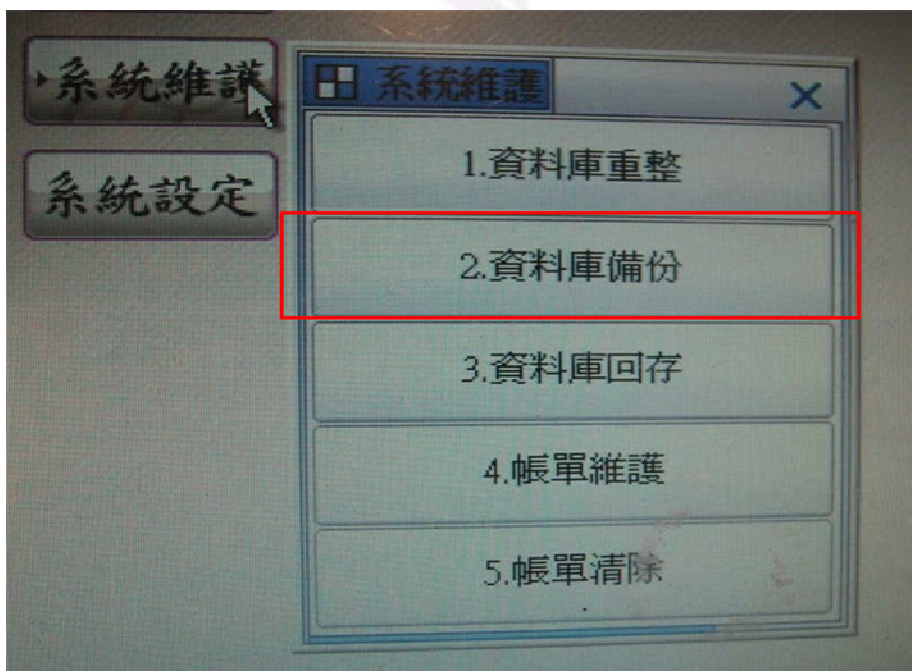 系統維護
系統設定
系統維護
1.資料庫重整
2.資料庫備份
3.資料庫回存
4.帳單維護
5.帳單清除